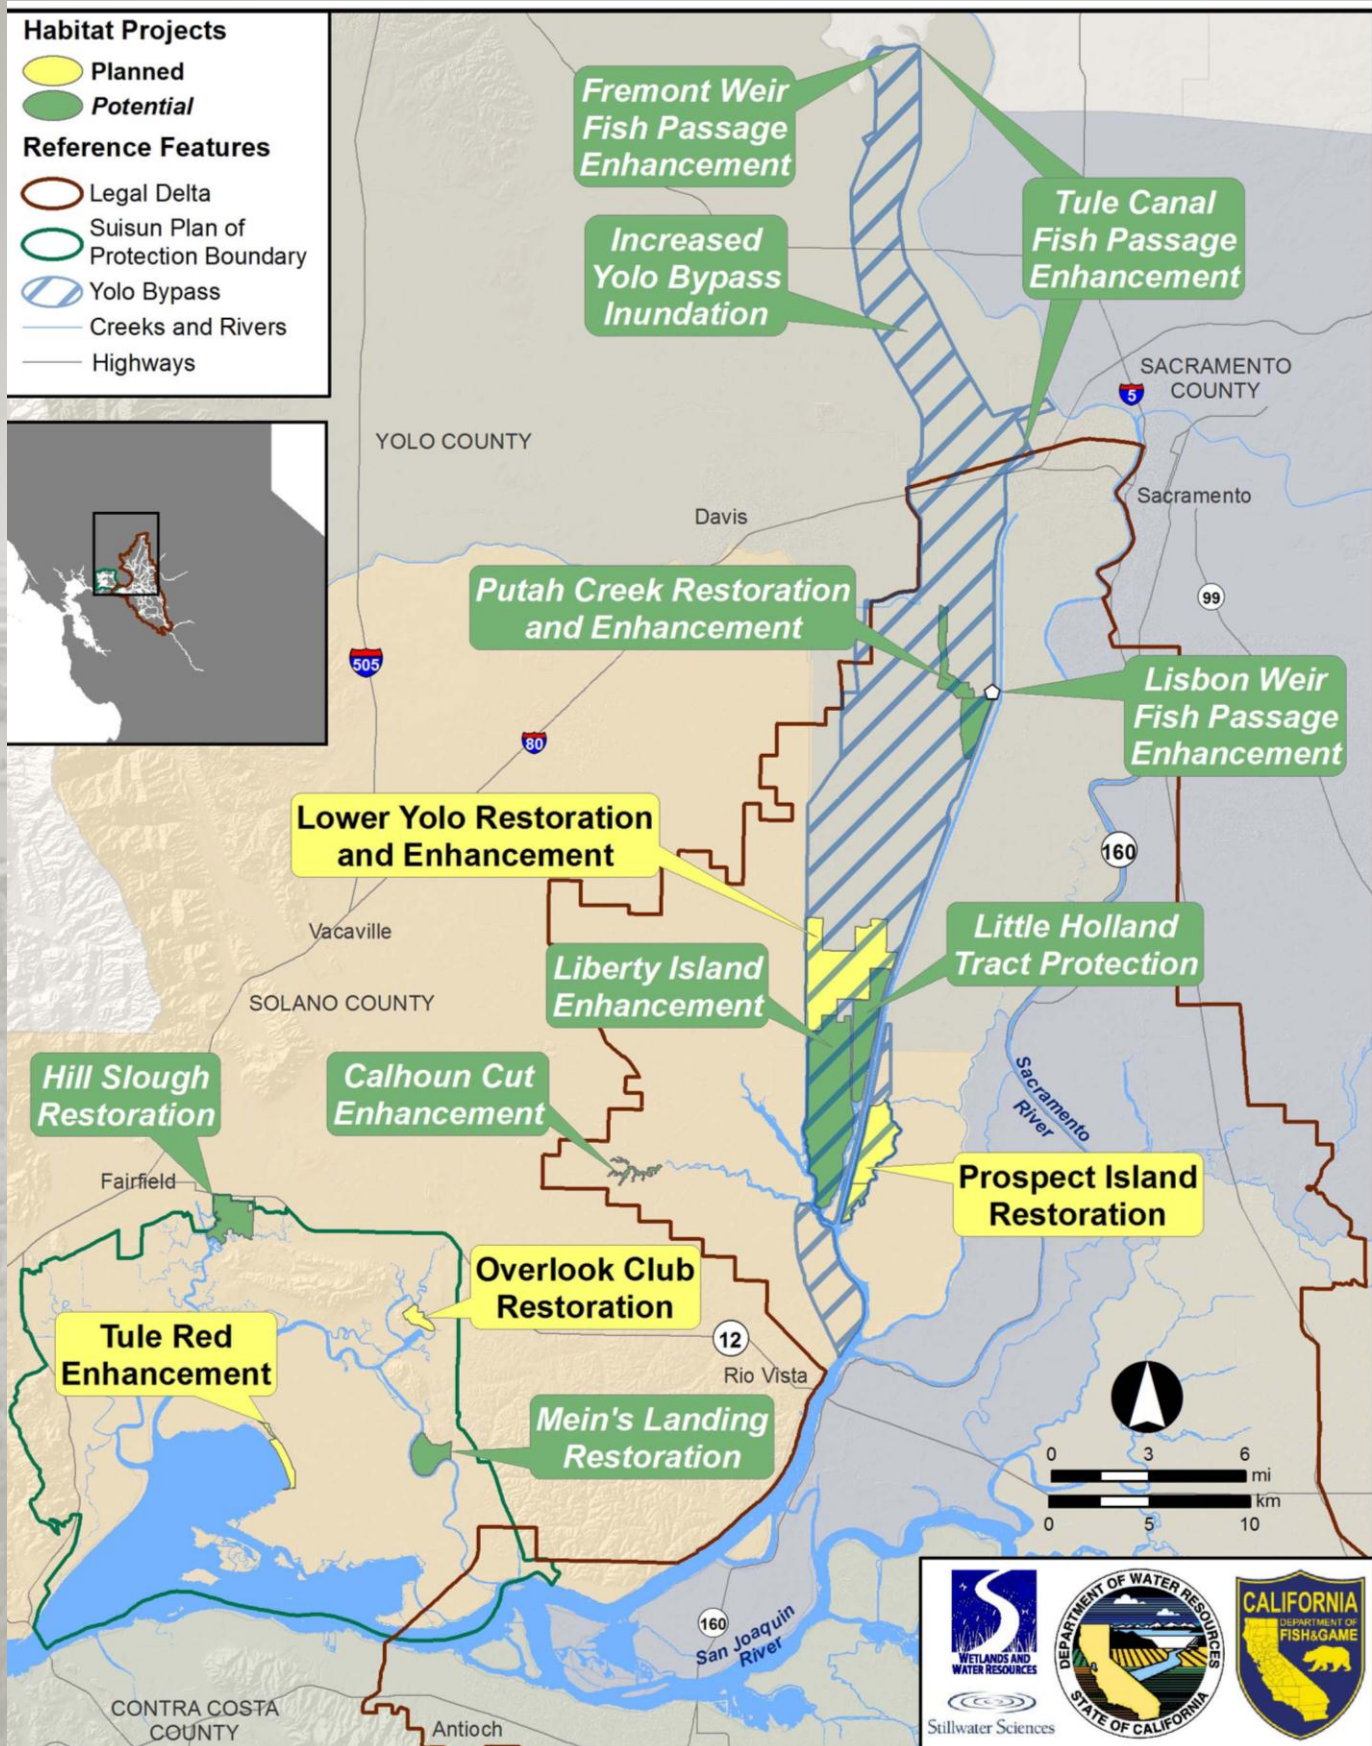 Habitat Projects
Planned
Potential
Reference Features
Legal Delta
Suisun Plan of
Protection Boundary
Yolo Bypass
Creeks and Rivers
Highways
Fremont Weir
Fish Passage
Enhancement
Tule Canal
Fish Passage
Enhancement
Increased
Yolo Bypass
Inundation
SACRAMENTO
COUNTY
5
YOLO COUNTY
Davis
Sacramento
Putah Creek Restoration
and Enhancement
99
505
Lisbon Weir
Fish Passage
Enhancement
80
Lower Yolo Restoration
and Enhancement
160
Vacaville
Little Holland
Tract Protection
Liberty Island
Enhancement
SOLANO COUNTY
Hill Slough
Restoration
Calhoun Cut
Enhancement
Sacramento
River
Fairfield
Prospect Island
Restoration
Overlook Club
Restoration
Tule Red
Enhancement
12
Rio Vista
Mein's Landing
Restoration
0 3 6
mi
km
0 5 10
160
San Joaquin
River
CONTRA COSTA
COUNTY
Antioch
WETLANDS AND
WATER RESOURCES
Stillwater Sciences
DEPARTMENT OF WATER RESOURCES
STATE OF CALIFORNIA
CALIFORNIA
DEPARTMENT OF
FISH&GAME